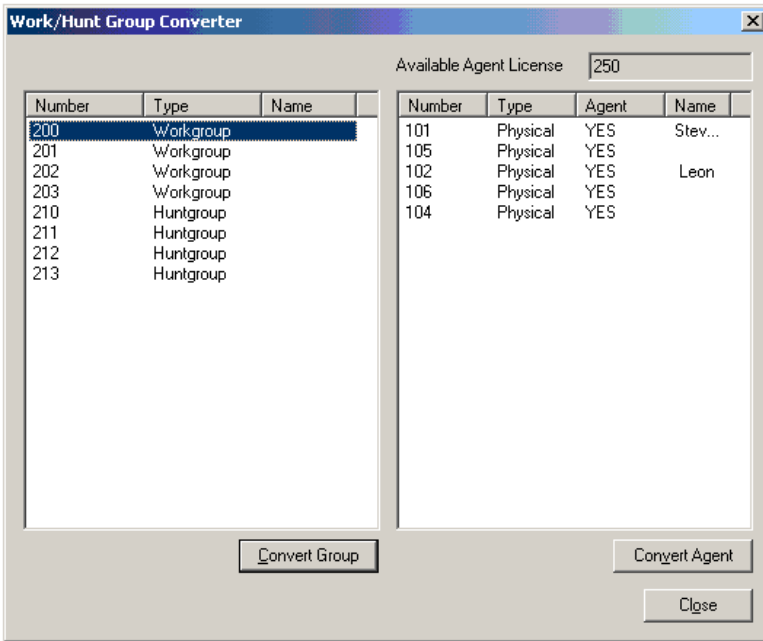 Work/Hunt Group Converter
Available Agent License 250
Number Type Name
200 Workgroup
201 Workgroup
202 Workgroup
203 Workgroup
210 Huntgroup
211 Huntgroup
212 Huntgroup
213 Huntgroup
Number Type Agent Name
101 Physical YES Stev...
105 Physical YES
102 Physical YES Leon
106 Physical YES
104 Physical YES
Convert Group
Convert Agent
Close